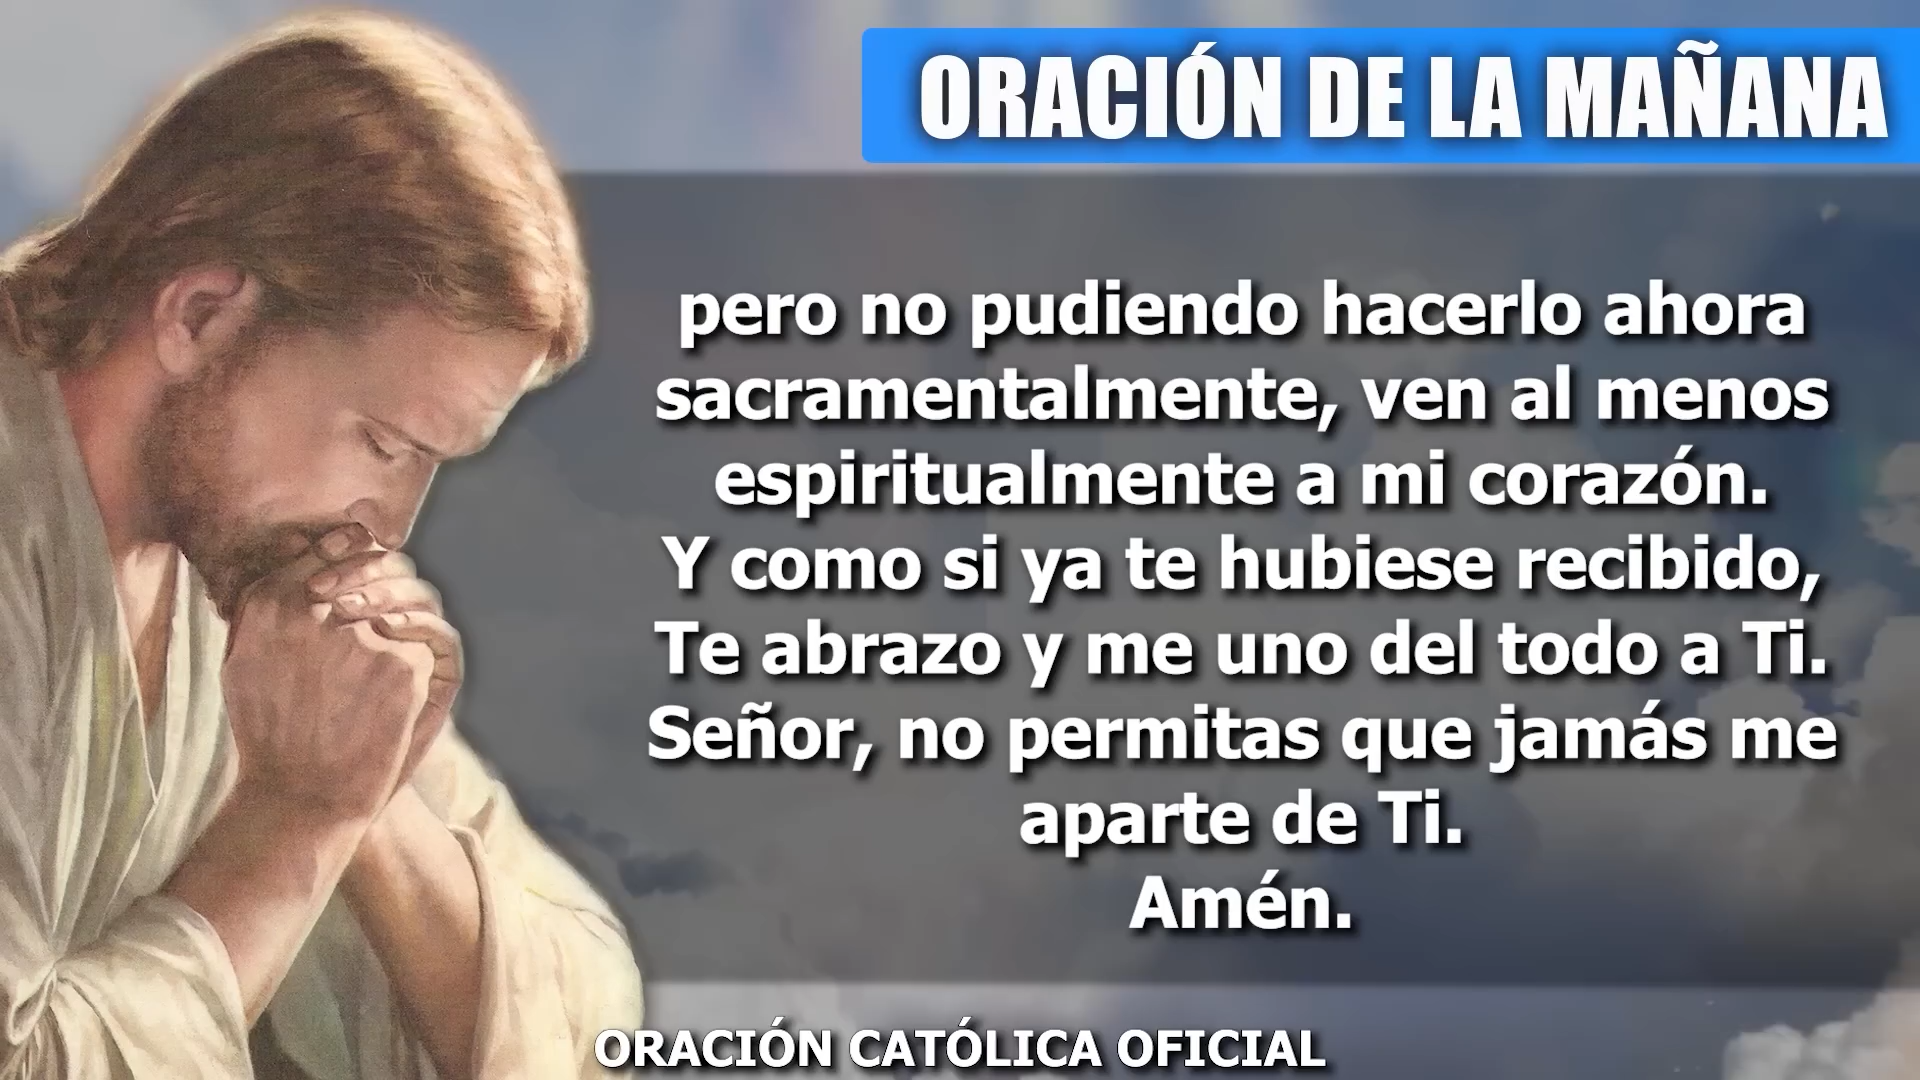 ORACIÓN DE LA MAÑANA
pero no pudiendo hacerlo ahora
sacramentalmente, ven al menos
espiritualmente a mi corazón.
Y como si ya te hubiese recibido,
Te abrazo y me uno del todo a Ti.
Señor, no permitas que jamás me
aparte de Ti.
Amén.
ORACIÓN CATÓLICA OFICIAL